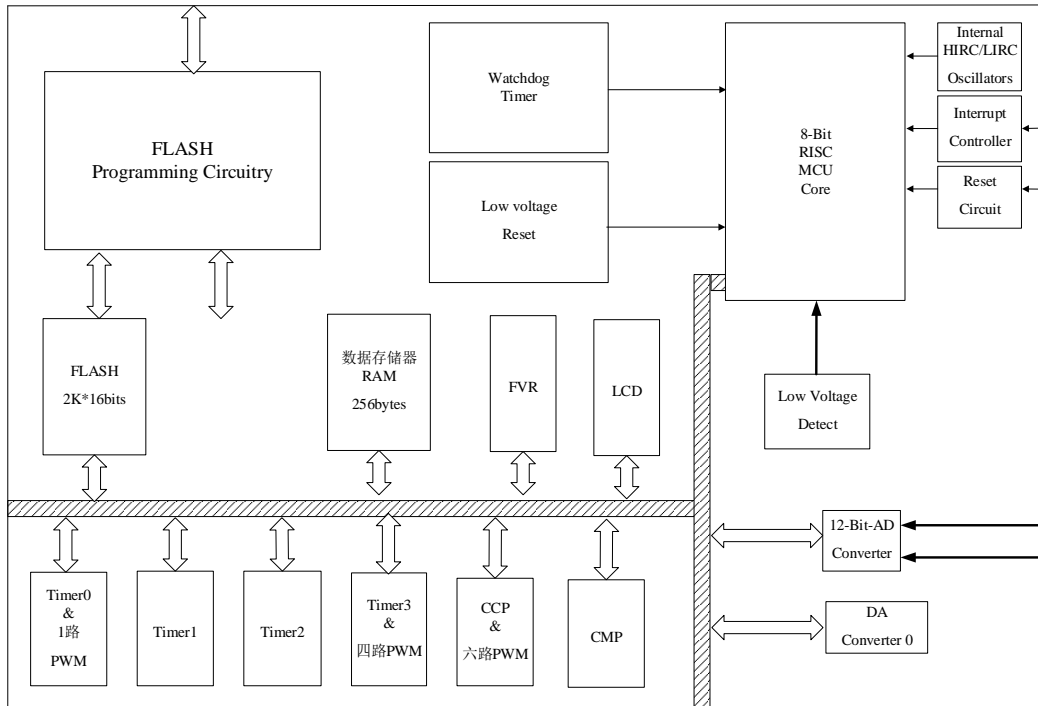 FLASH
Programming Circuitry
Watchdog
Timer
Low voltage
Reset
8-Bit
RISC
MCU
Core
Internal
HIRC/LIRC
Oscillators
Interrupt
Controller
Reset
Circuit
FLASH
2K*16bits
数据存储器
RAM
256bytes
FVR
LCD
Low Voltage
Detect
Timer0
&
1路
PWM
Timer1
Timer2
Timer3
&
四路PWM
CCP
&
六路PWM
CMP
12-Bit-AD
Converter
DA
Converter 0